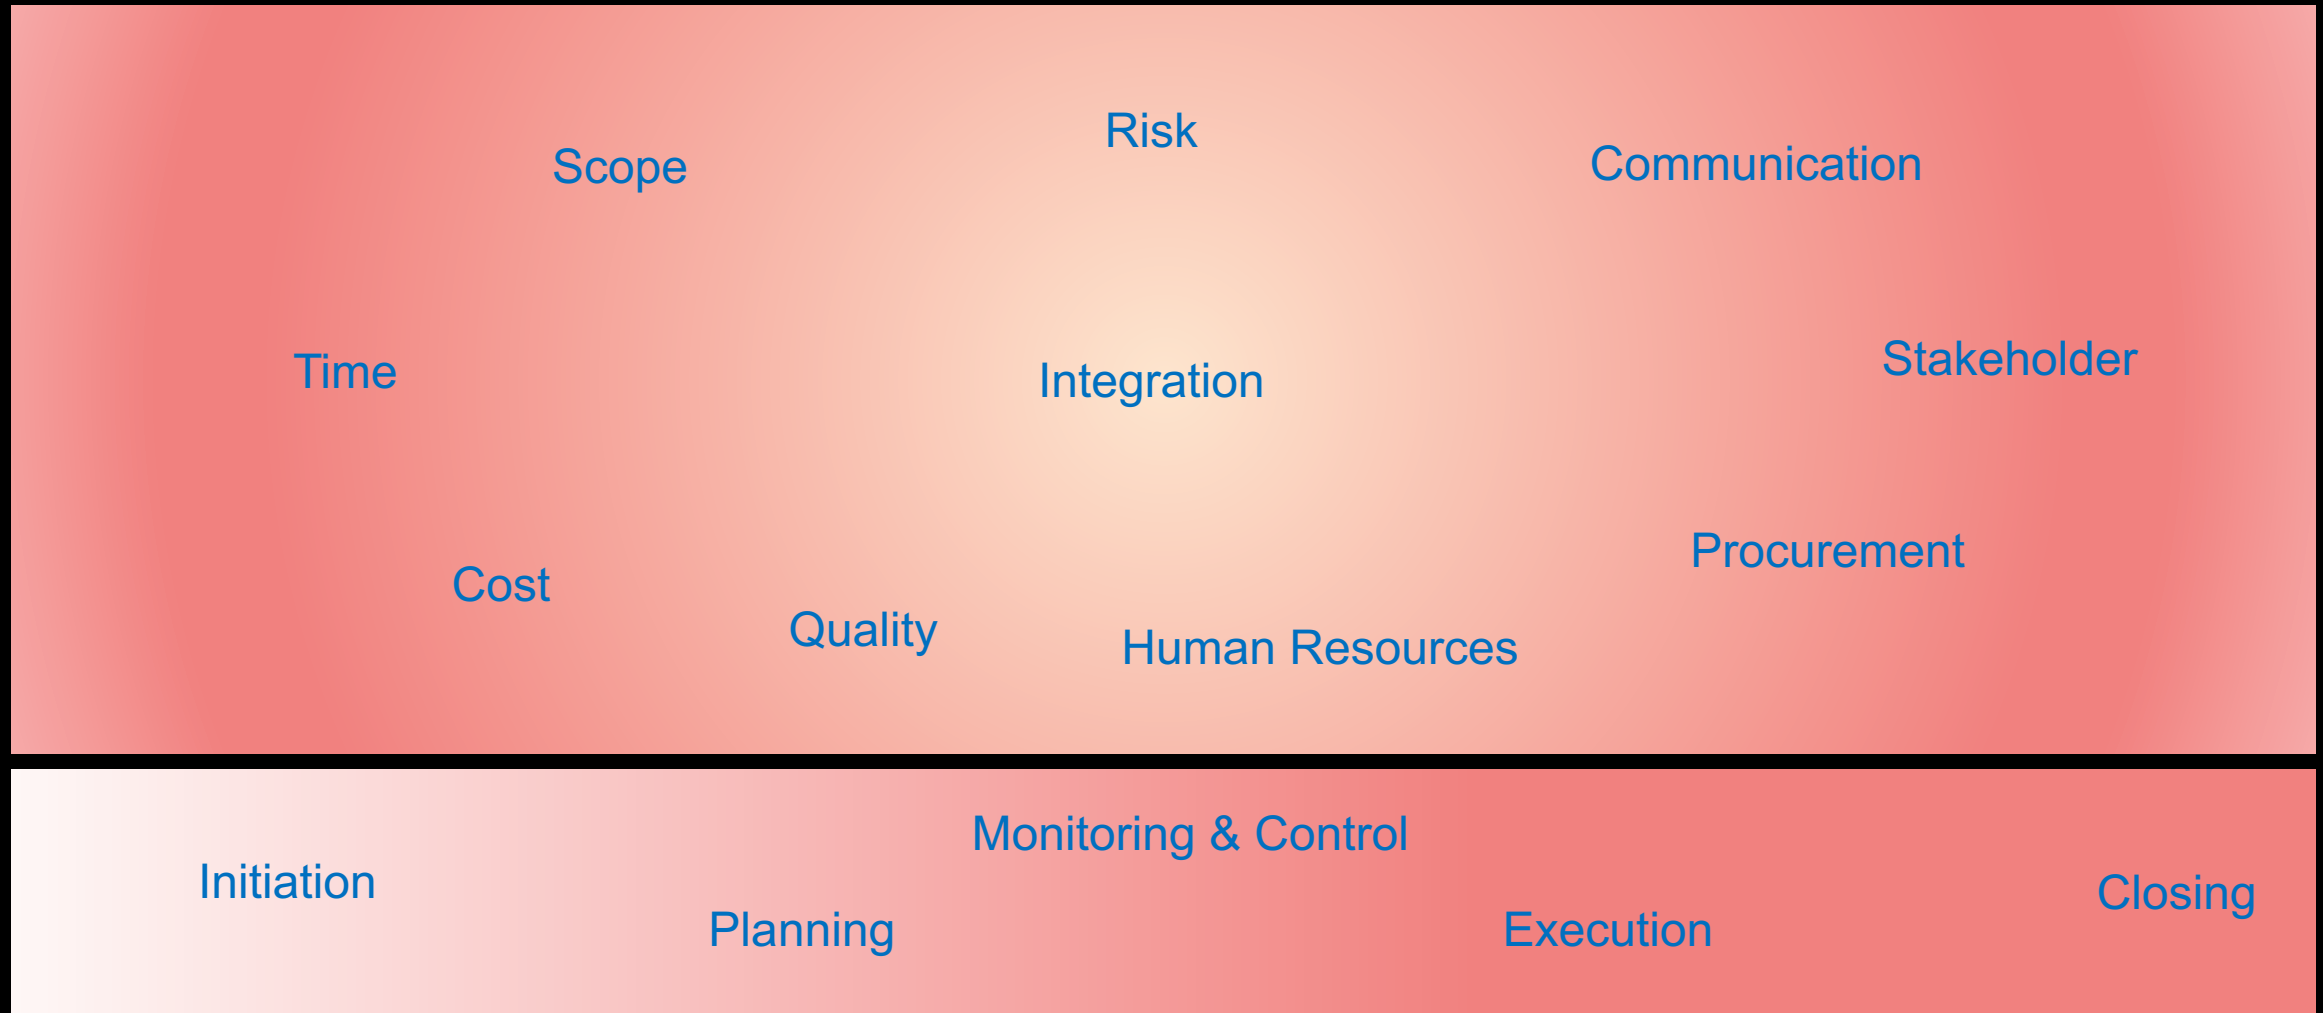 Risk
Scope
Communication
Time
Integration
Stakeholder
Cost
Procurement
Quality
Human Resources
Monitoring & Control
Initiation
Closing
Planning
Execution